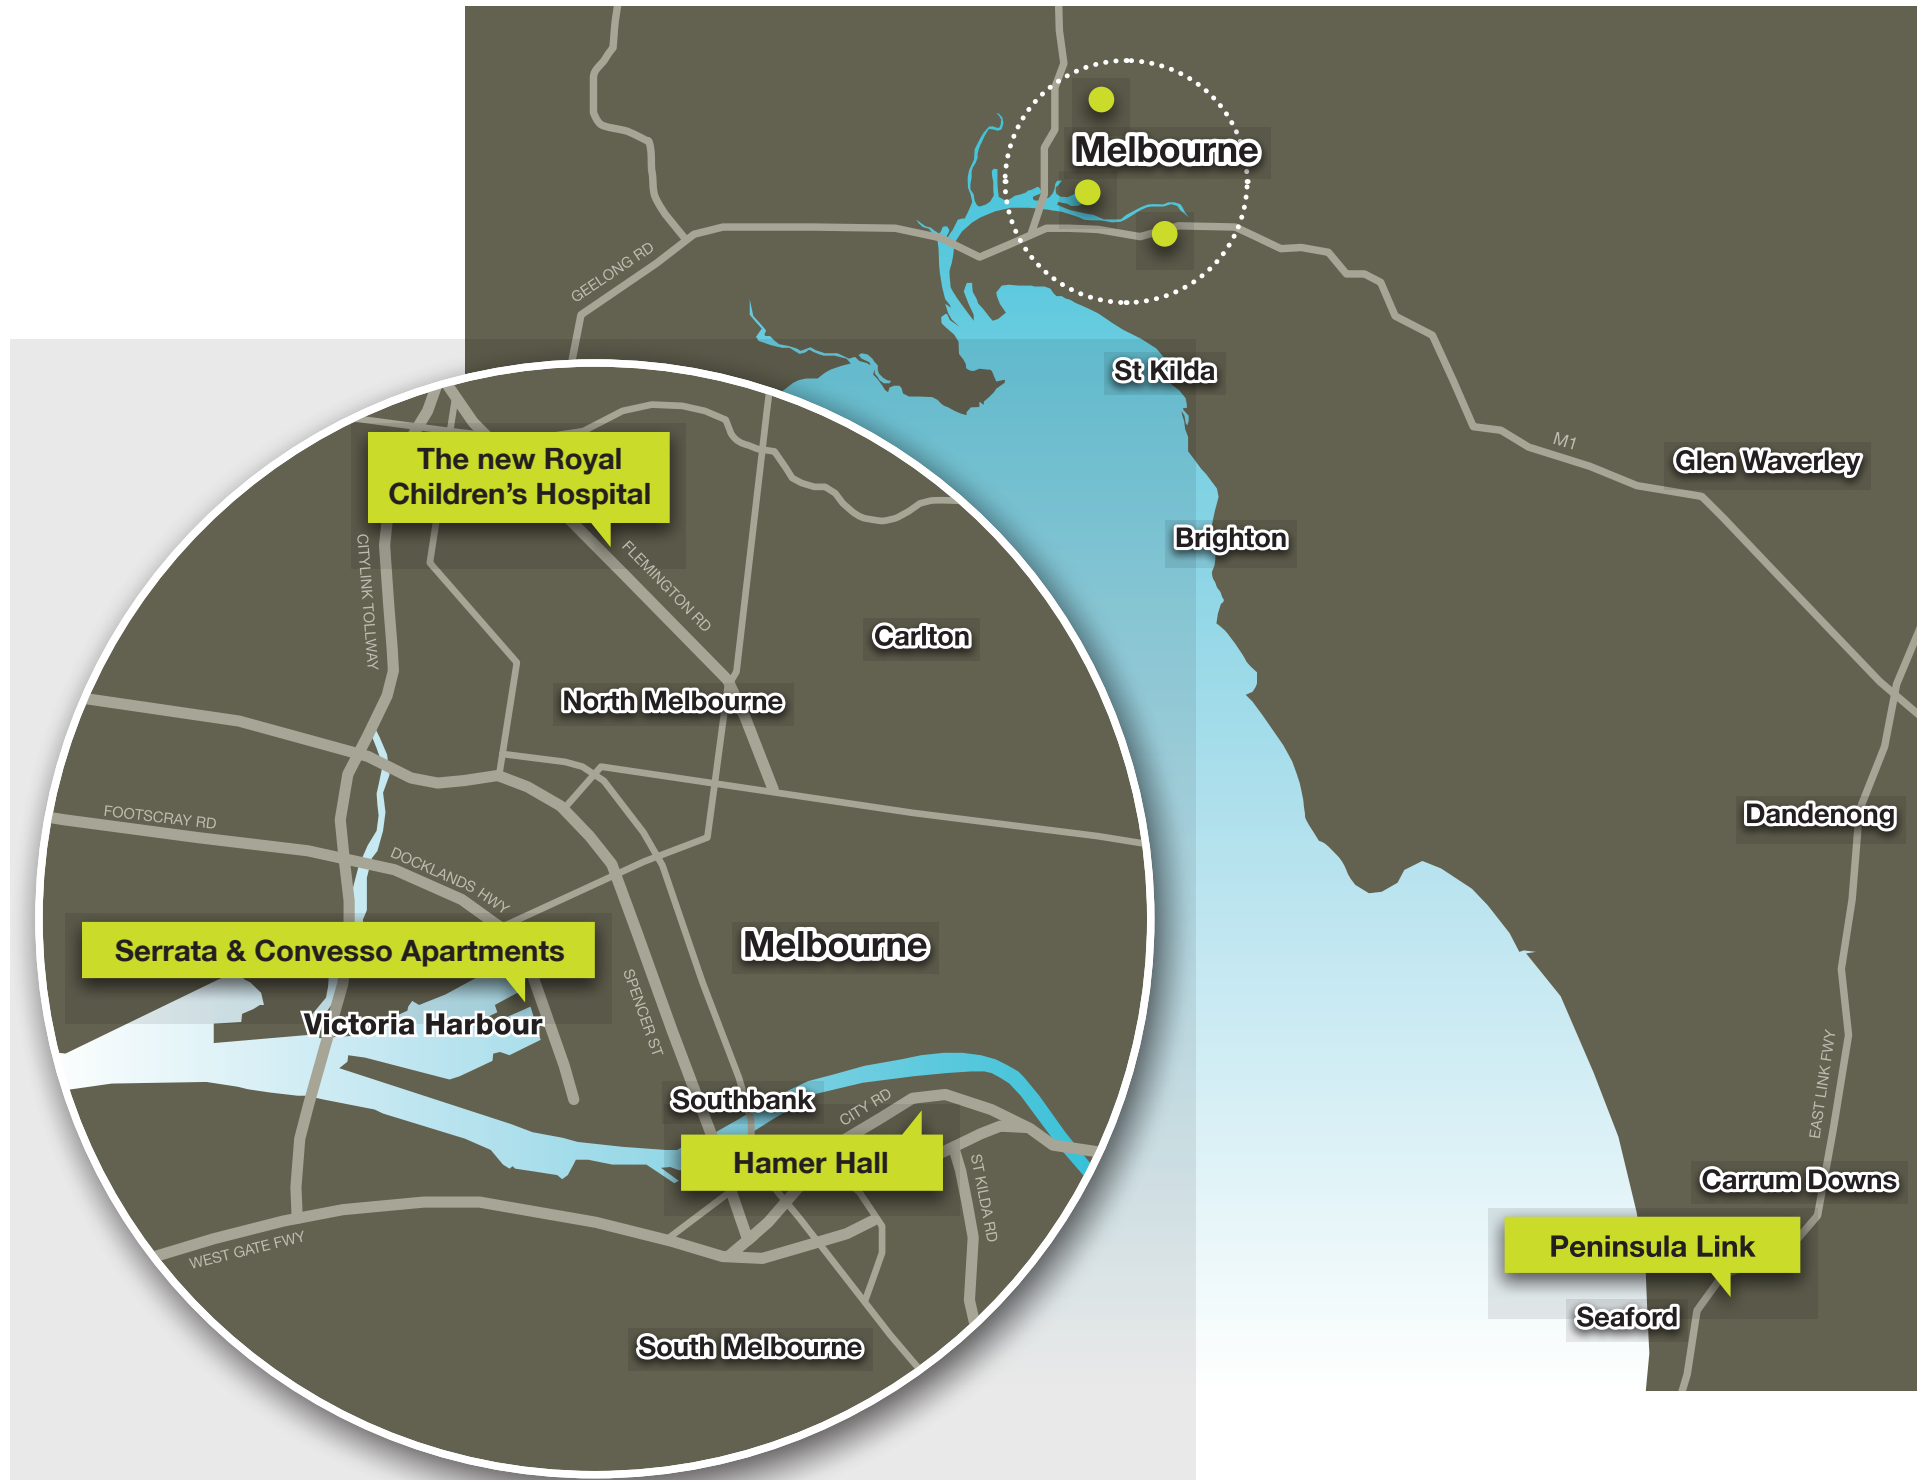 Melbourne
GEELONG RD
St Kilda
M1
Glen Waverley
The new Royal
Children's Hospital
CITYLINK TOLLWAY
FLEMINGTON RD
Brighton
Carlton
North Melbourne
FOOTSCRAY RD
DOCKLANDS HWY
Dandenong
Serrata & Convesso Apartments
Melbourne
SPENCER ST
Victoria Harbour
Southbank
CITY RD
EAST LINK FWY
Hamer Hall
ST KILDA RD
Carrum Downs
WEST GATE FWY
Peninsula Link
Seaford
South Melbourne